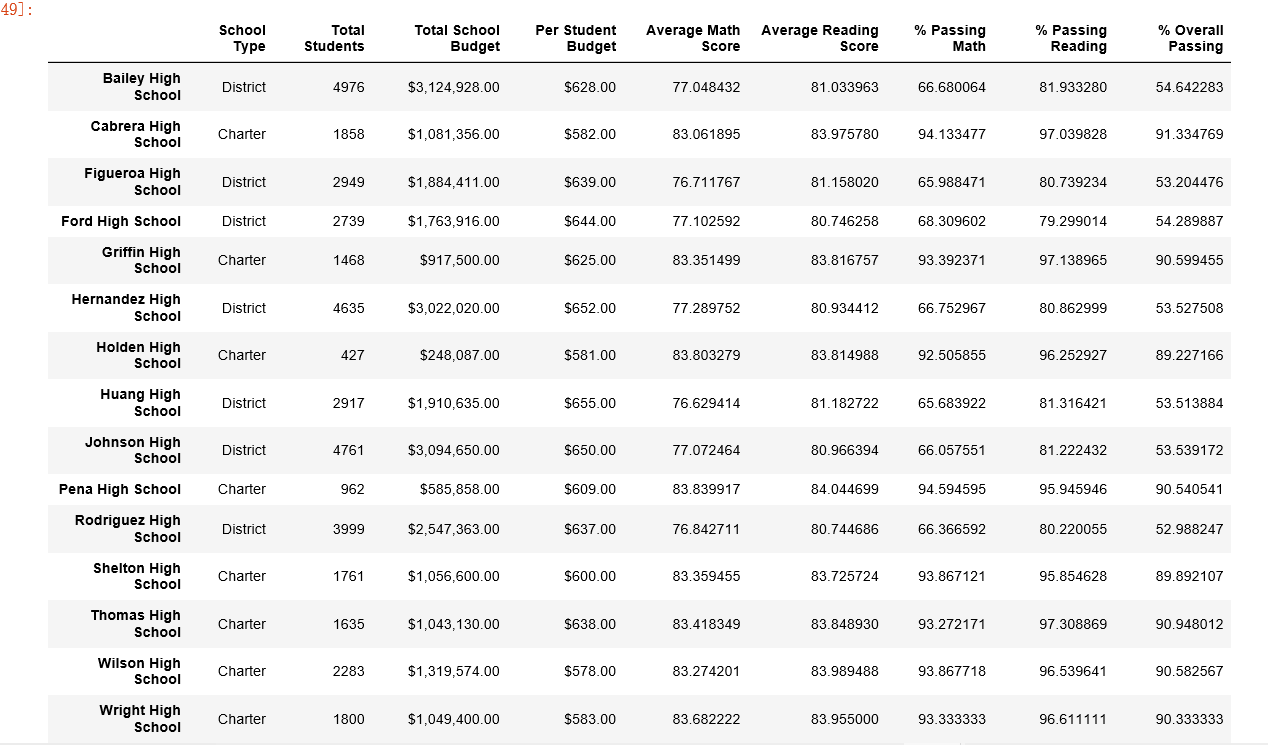 49]:
School Type Total Students Total School Budget Per Student Budget Average Math Score Average Reading Score % Passing Math % Passing Reading % Overall Passing
Bailey High School District 4976 $3,124,928.00 $628.00 77.048432 81.033963 66.680064 81.933280 54.642283
Cabrera High School Charter 1858 $1,081,356.00 $582.00 83.061895 83.975780 94.133477 97.039828 91.334769
Figueroa High School District 2949 $1,884,411.00 $639.00 76.711767 81.158020 65.988471 80.739234 53.204476
Ford High School District 2739 $1,763,916.00 $644.00 77.102592 80.746258 68.309602 79.299014 54.289887
Griffin High School Charter 1468 $917,500.00 $625.00 83.351499 83.816757 93.392371 97.138965 90.599455
Hernandez High School District 4635 $3,022,020.00 $652.00 77.289752 80.934412 66.752967 80.862999 53.527508
Holden High School Charter 427 $248,087.00 $581.00 83.803279 83.814988 92.505855 96.252927 89.227166
Huang High School District 2917 $1,910,635.00 $655.00 76.629414 81.182722 65.683922 81.316421 53.513884
Johnson High School District 4761 $3,094,650.00 $650.00 77.072464 80.966394 66.057551 81.222432 53.539172
Pena High School Charter 962 $585,858.00 $609.00 83.839917 84.044699 94.594595 95.945946 90.540541
Rodriguez High School District 3999 $2,547,363.00 $637.00 76.842711 80.744686 66.366592 80.220055 52.988247
Shelton High School Charter 1761 $1,056,600.00 $600.00 83.359455 83.725724 93.867121 95.854628 89.892107
Thomas High School Charter 1635 $1,043,130.00 $638.00 83.418349 83.848930 93.272171 97.308869 90.948012
Wilson High School Charter 2283 $1,319,574.00 $578.00 83.274201 83.989488 93.867718 96.539641 90.582567
Wright High School Charter 1800 $1,049,400.00 $583.00 83.682222 83.955000 93.333333 96.611111 90.333333